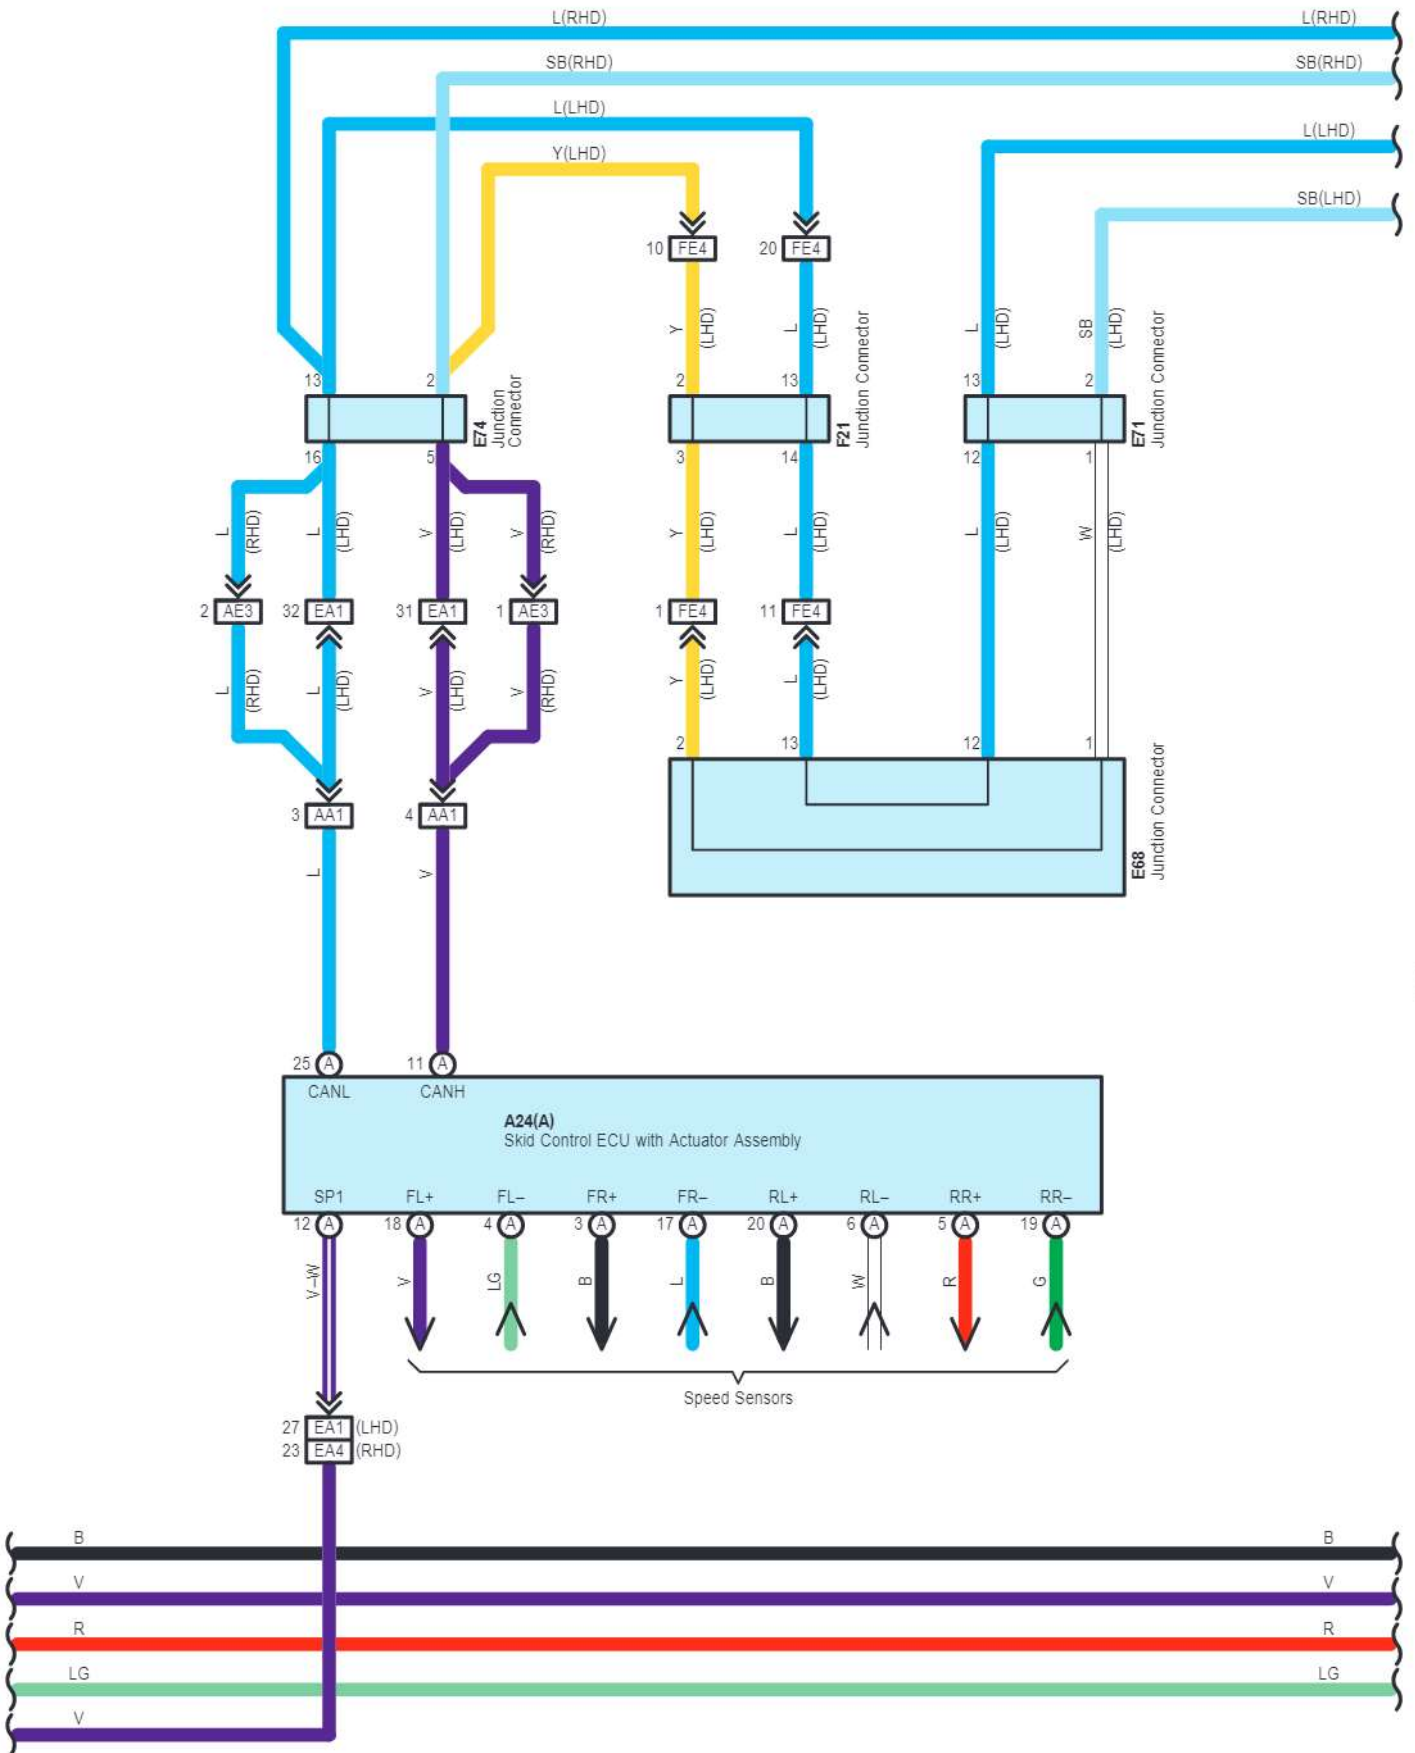 L(RHD) L(RHD)
SB(RHD) SB(RHD)
L(LHD)
L(LHD)
Y(LHD)
SB(LHD)
10 FE4 20 FE4
Y (LHD) L (LHD) L (LHD) SB (LHD)
13 2 2 13 13 2
E74 Junction Connector
F21 Junction Connector
E71 Junction Connector
16 5 3 14 12 1
L (RHD) L (LHD) V (LHD) V (RHD) Y (LHD) L (LHD) L (LHD) W (LHD)
2 AE3 32 EA1 31 EA1 1 AE3 1 FE4 11 FE4
L (RHD) L (LHD) V (LHD) V (RHD) Y (LHD) L (LHD)
2 13 12 1
E68 Junction Connector
3 AA1 4 AA1
L V
25 A 11 A
CANL CANH
A24(A)
Skid Control ECU with Actuator Assembly
SP1 FL+ FL– FR+ FR– RL+ RL– RR+ RR–
12 A 18 A 4 A 3 A 17 A 20 A 6 A 5 A 19 A
V–W V LG B L B W R G
Speed Sensors
27 EA1 (LHD)
23 EA4 (RHD)
B B
V V
R R
LG LG
V